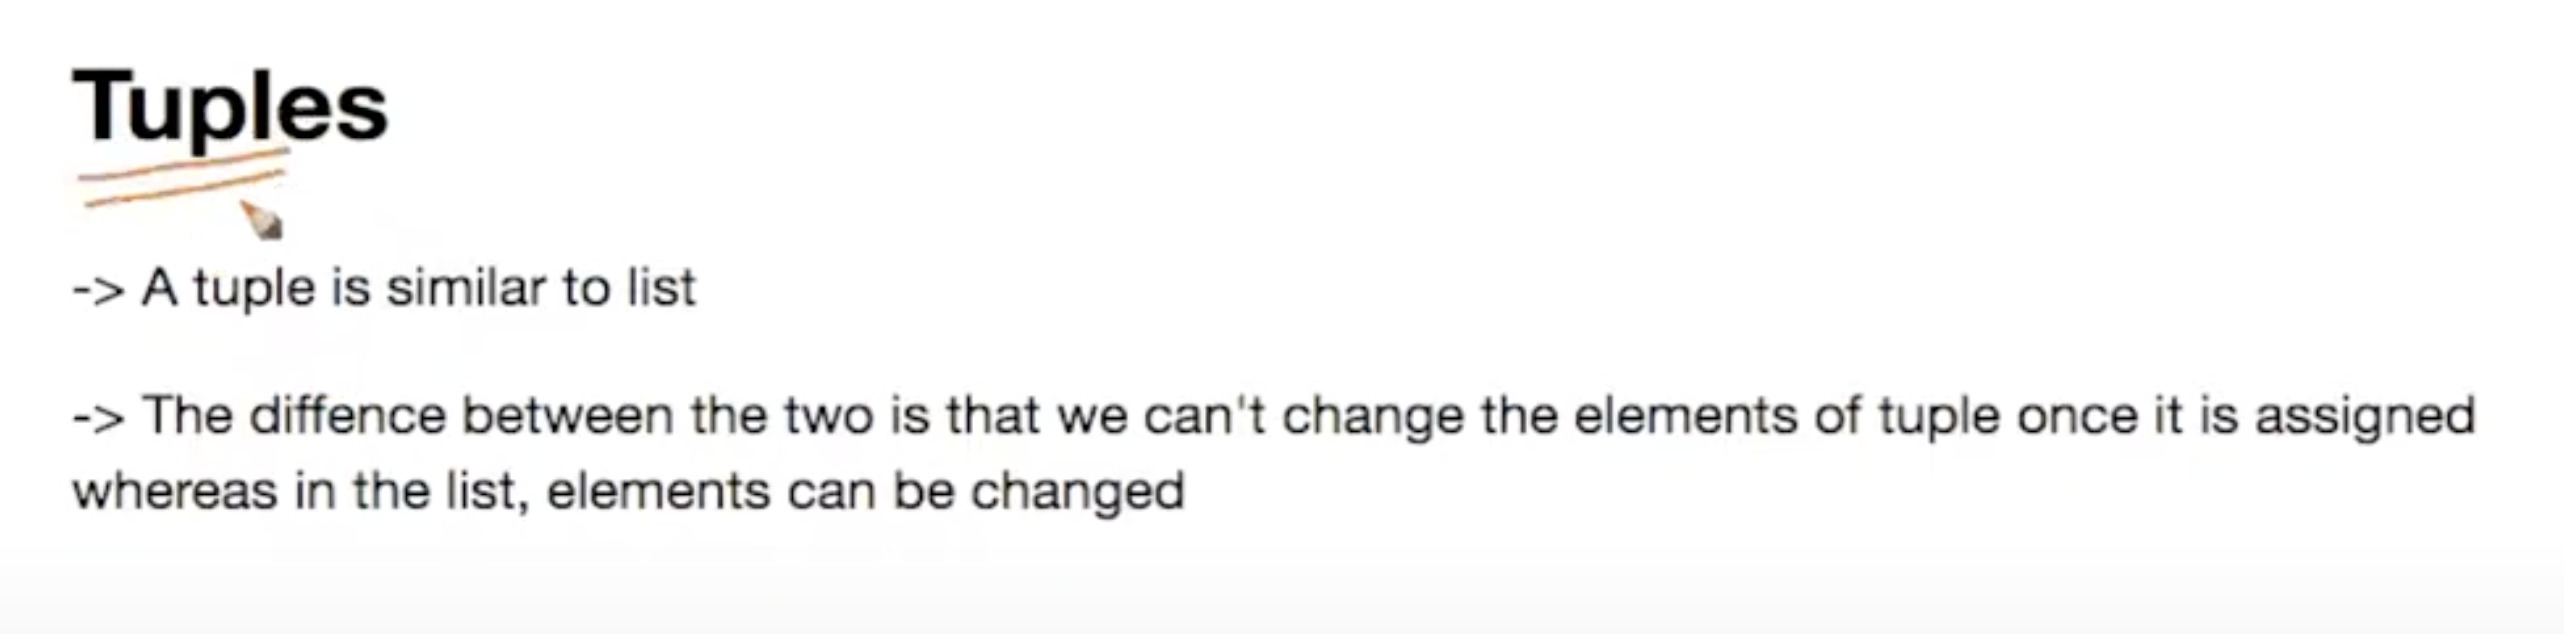 Tuples
-> A tuple is similar to list
-> The diffence between the two is that we can't change the elements of tuple once it is assigned
whereas in the list, elements can be changed